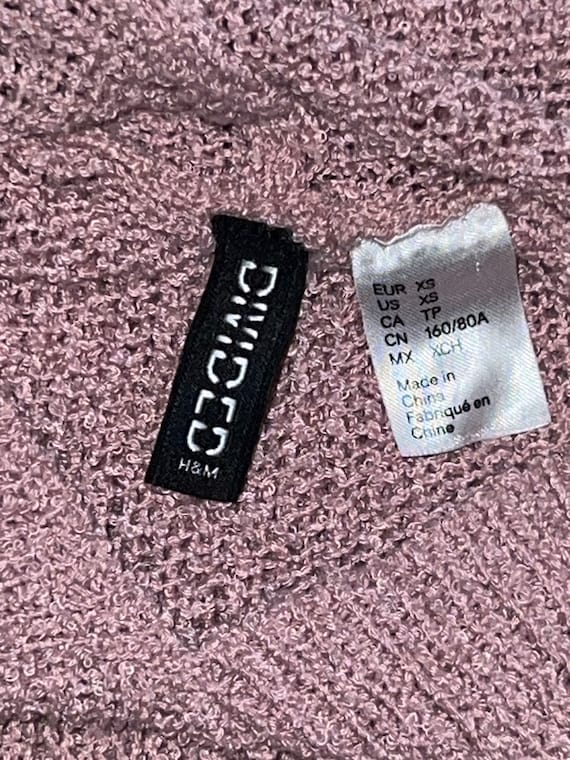 DIVIDED
H&M
EUR XS
US XS
CA TP
CN 160/80A
MX XCH
Made in
China
Fabriqué en
Chine